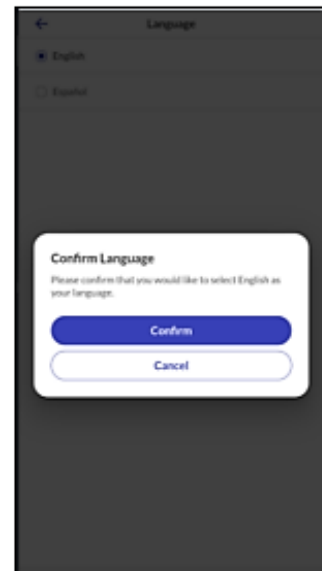 Language
English
Español
Confirm Language
Please confirm that you would like to select English as
your language.
Confirm
Cancel